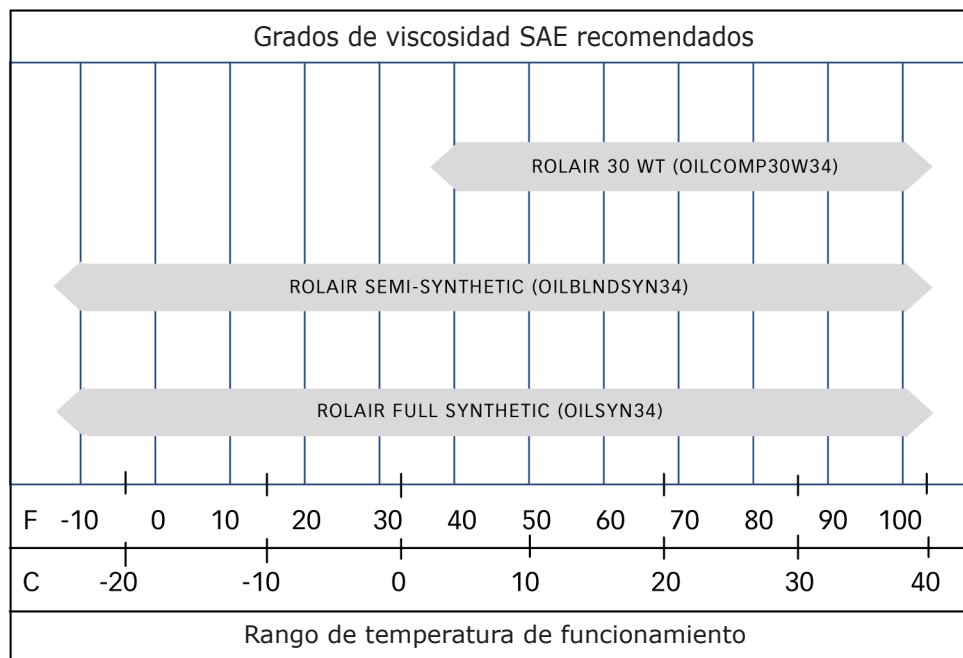 Grados de viscosidad SAE recomendados
ROLAIR 30 WT (OILCOMP30W34)
ROLAIR SEMI-SYNTHETIC (OILBLNDSYN34)
ROLAIR FULL SYNTHETIC (OILSYN34)
F -10 0 10 20 30 40 50 60 70 80 90 100
C -20 -10 0 10 20 30 40
Rango de temperatura de funcionamiento